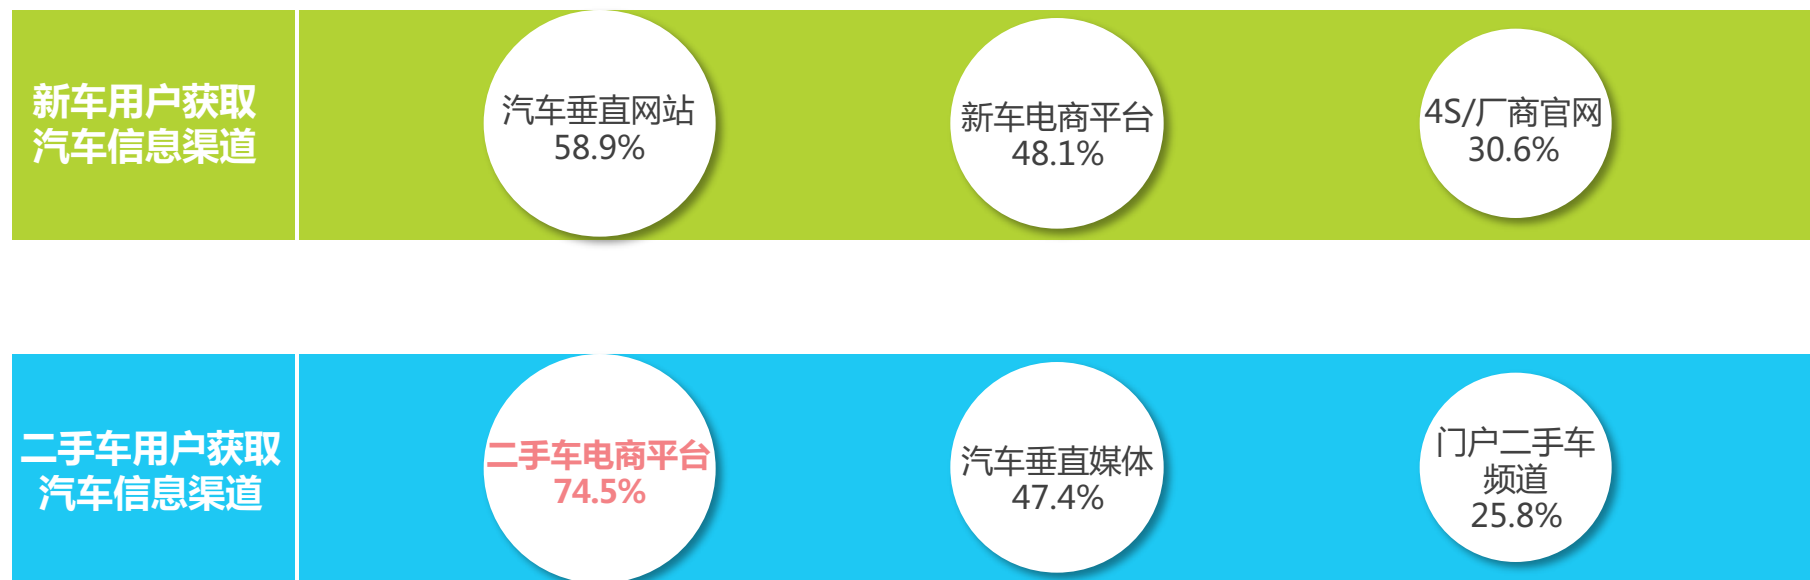 新车用户获取
汽车信息渠道
汽车垂直网站
58.9%
新车电商平台
48.1%
4S/厂商官网
30.6%
二手车用户获取
汽车信息渠道
二手车电商平台
74.5%
汽车垂直媒体
47.4%
门户二手车
频道
25.8%